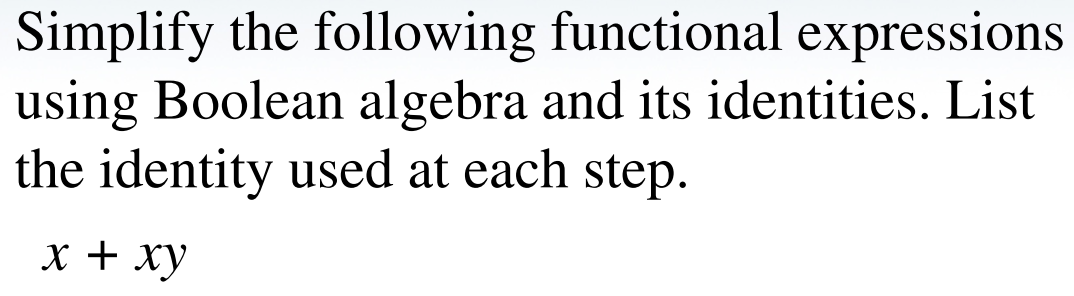 Simplify the following functional expressions
using Boolean algebra and its identities. List
the identity used at each step.
x + xy